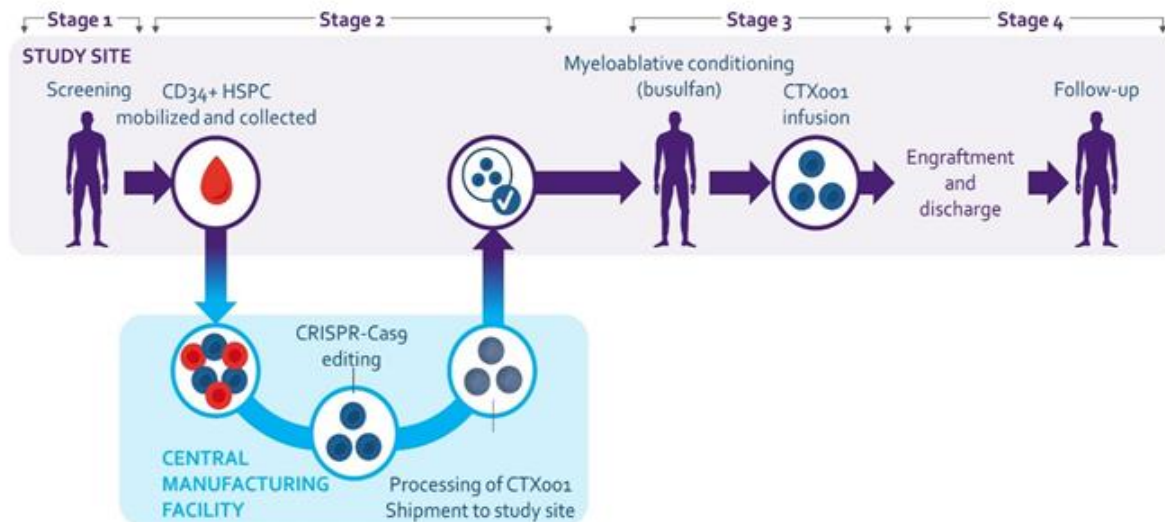 Stage 1
Stage 2
Stage 3
Stage 4
STUDY SITE
Screening
CD34+ HSPC
mobilized and collected
Myeloablative conditioning
(busulfan)
CTX001
infusion
Engraftment
and
discharge
Follow-up
CRISPR-Cas9
editing
CENTRAL
MANUFACTURING
FACILITY
Processing of CTX001
Shipment to study site